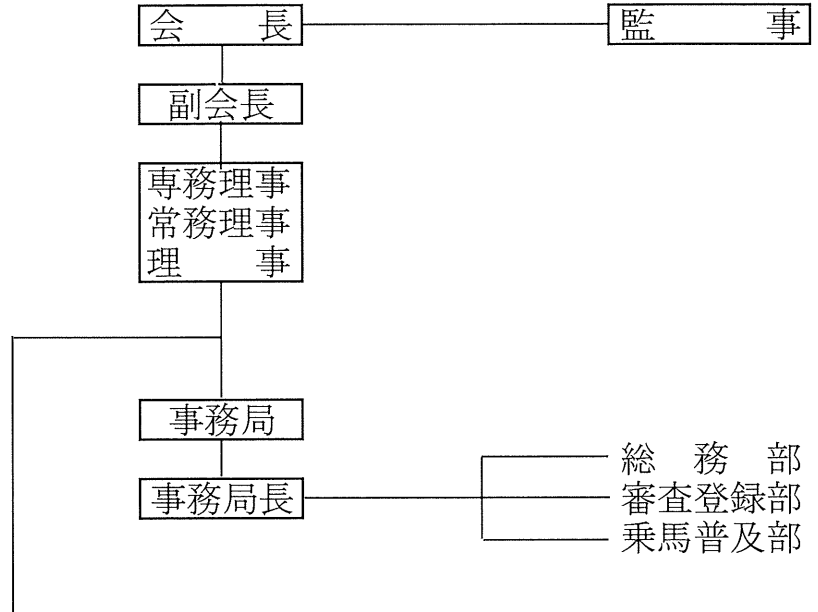 会長
監事
副会長
専務理事
常務理事
理事
事務局
事務局長
総務部
審査登録部
乗馬普及部